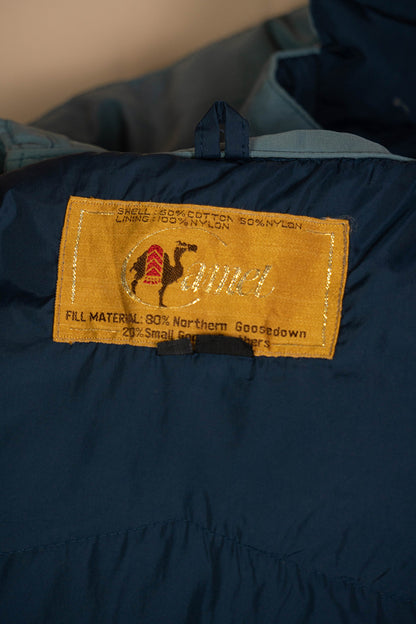 SHELL: 50% COTTON 50% NYLON
LINING: 100% NYLON
Camel
FILL MATERIAL: 80% Northern Goosedown
20% Small